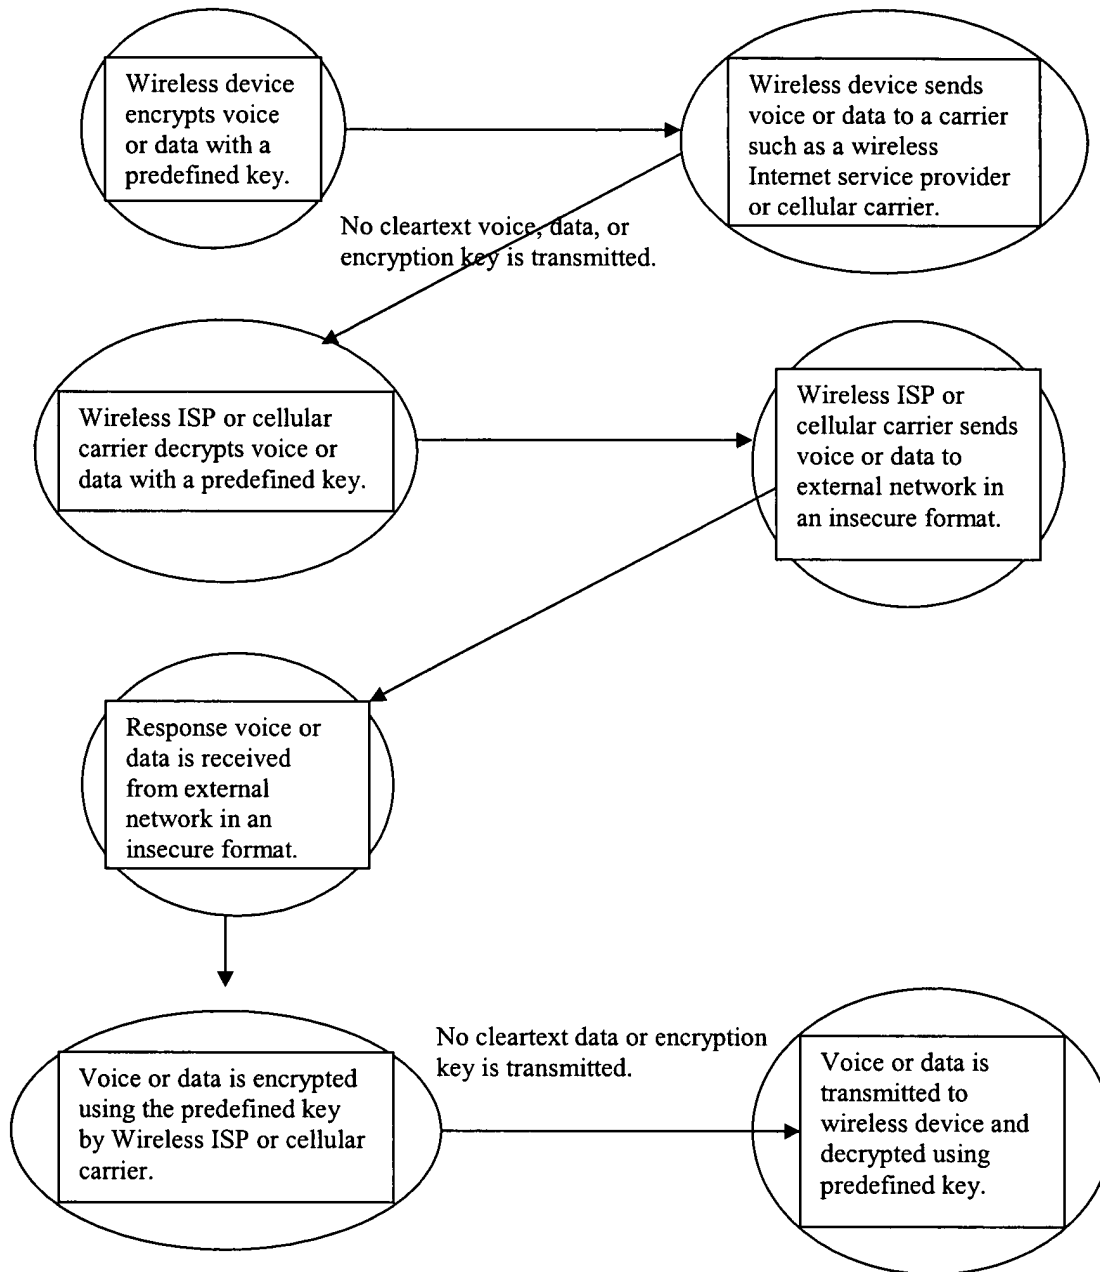 Wireless device
encrypts voice
or data with a
predefined key.
Wireless device sends
voice or data to a carrier
such as a wireless
Internet service provider
or cellular carrier.
No cleartext voice, data, or
encryption key is transmitted.
Wireless ISP or cellular
carrier decrypts voice or
data with a predefined key.
Wireless ISP or
cellular carrier sends
voice or data to
external network in
an insecure format.
Response voice or
data is received
from external
network in an
insecure format.
Voice or data is encrypted
using the predefined key
by Wireless ISP or cellular
carrier.
No cleartext data or encryption
key is transmitted.
Voice or data is
transmitted to
wireless device and
decrypted using
predefined key.